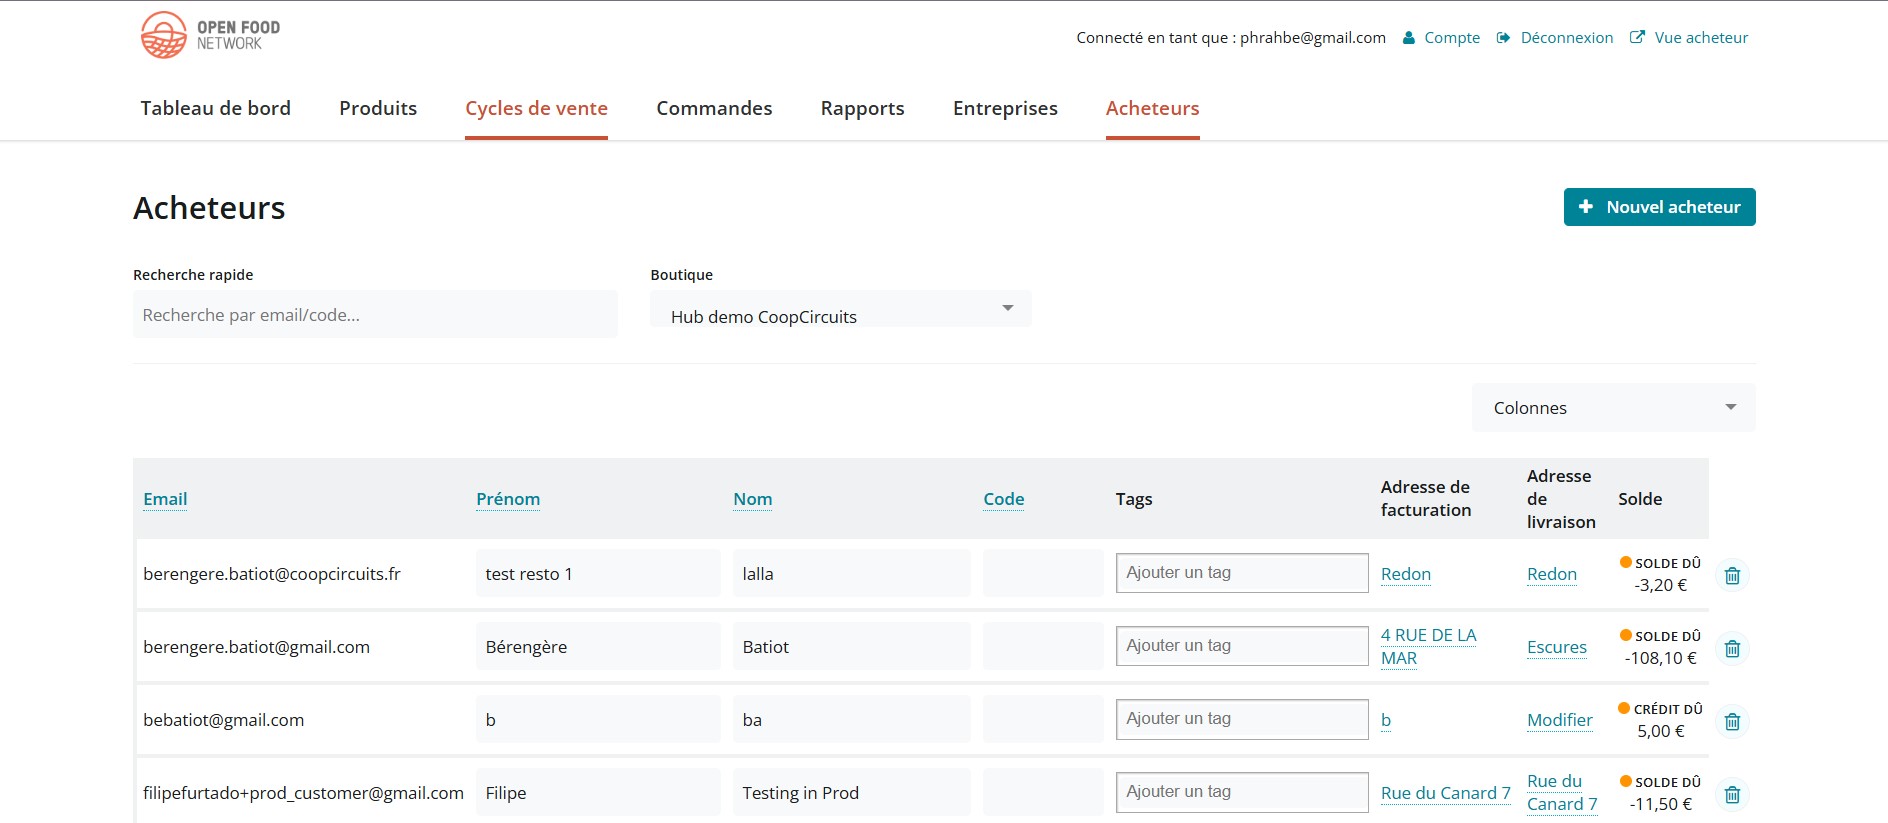 OPEN FOOD
NETWORK
Connecté en tant que : phrahbe@gmail.com Compte Déconnexion Vue acheteur
Tableau de bord Produits Cycles de vente Commandes Rapports Entreprises Acheteurs
Acheteurs
Nouvel acheteur
Recherche rapide Boutique
Recherche par email/code... Hub demo CoopCircuits
Colonnes
Email Prénom Nom Code Tags Adresse de facturation Adresse de livraison Solde
berengere.batiot@coopcircuits.fr test resto 1 lalla Ajouter un tag Redon Redon SOLDE DÛ -3,20 €
berengere.batiot@gmail.com Bérengère Batiot Ajouter un tag 4 RUE DE LA MAR Escures SOLDE DÛ -108,10 €
bebatiot@gmail.com b ba Ajouter un tag b Modifier CRÉDIT DÛ 5,00 €
filipefurtado+prod_customer@gmail.com Filipe Testing in Prod Ajouter un tag Rue du Canard 7 Rue du Canard 7 SOLDE DÛ -11,50 €